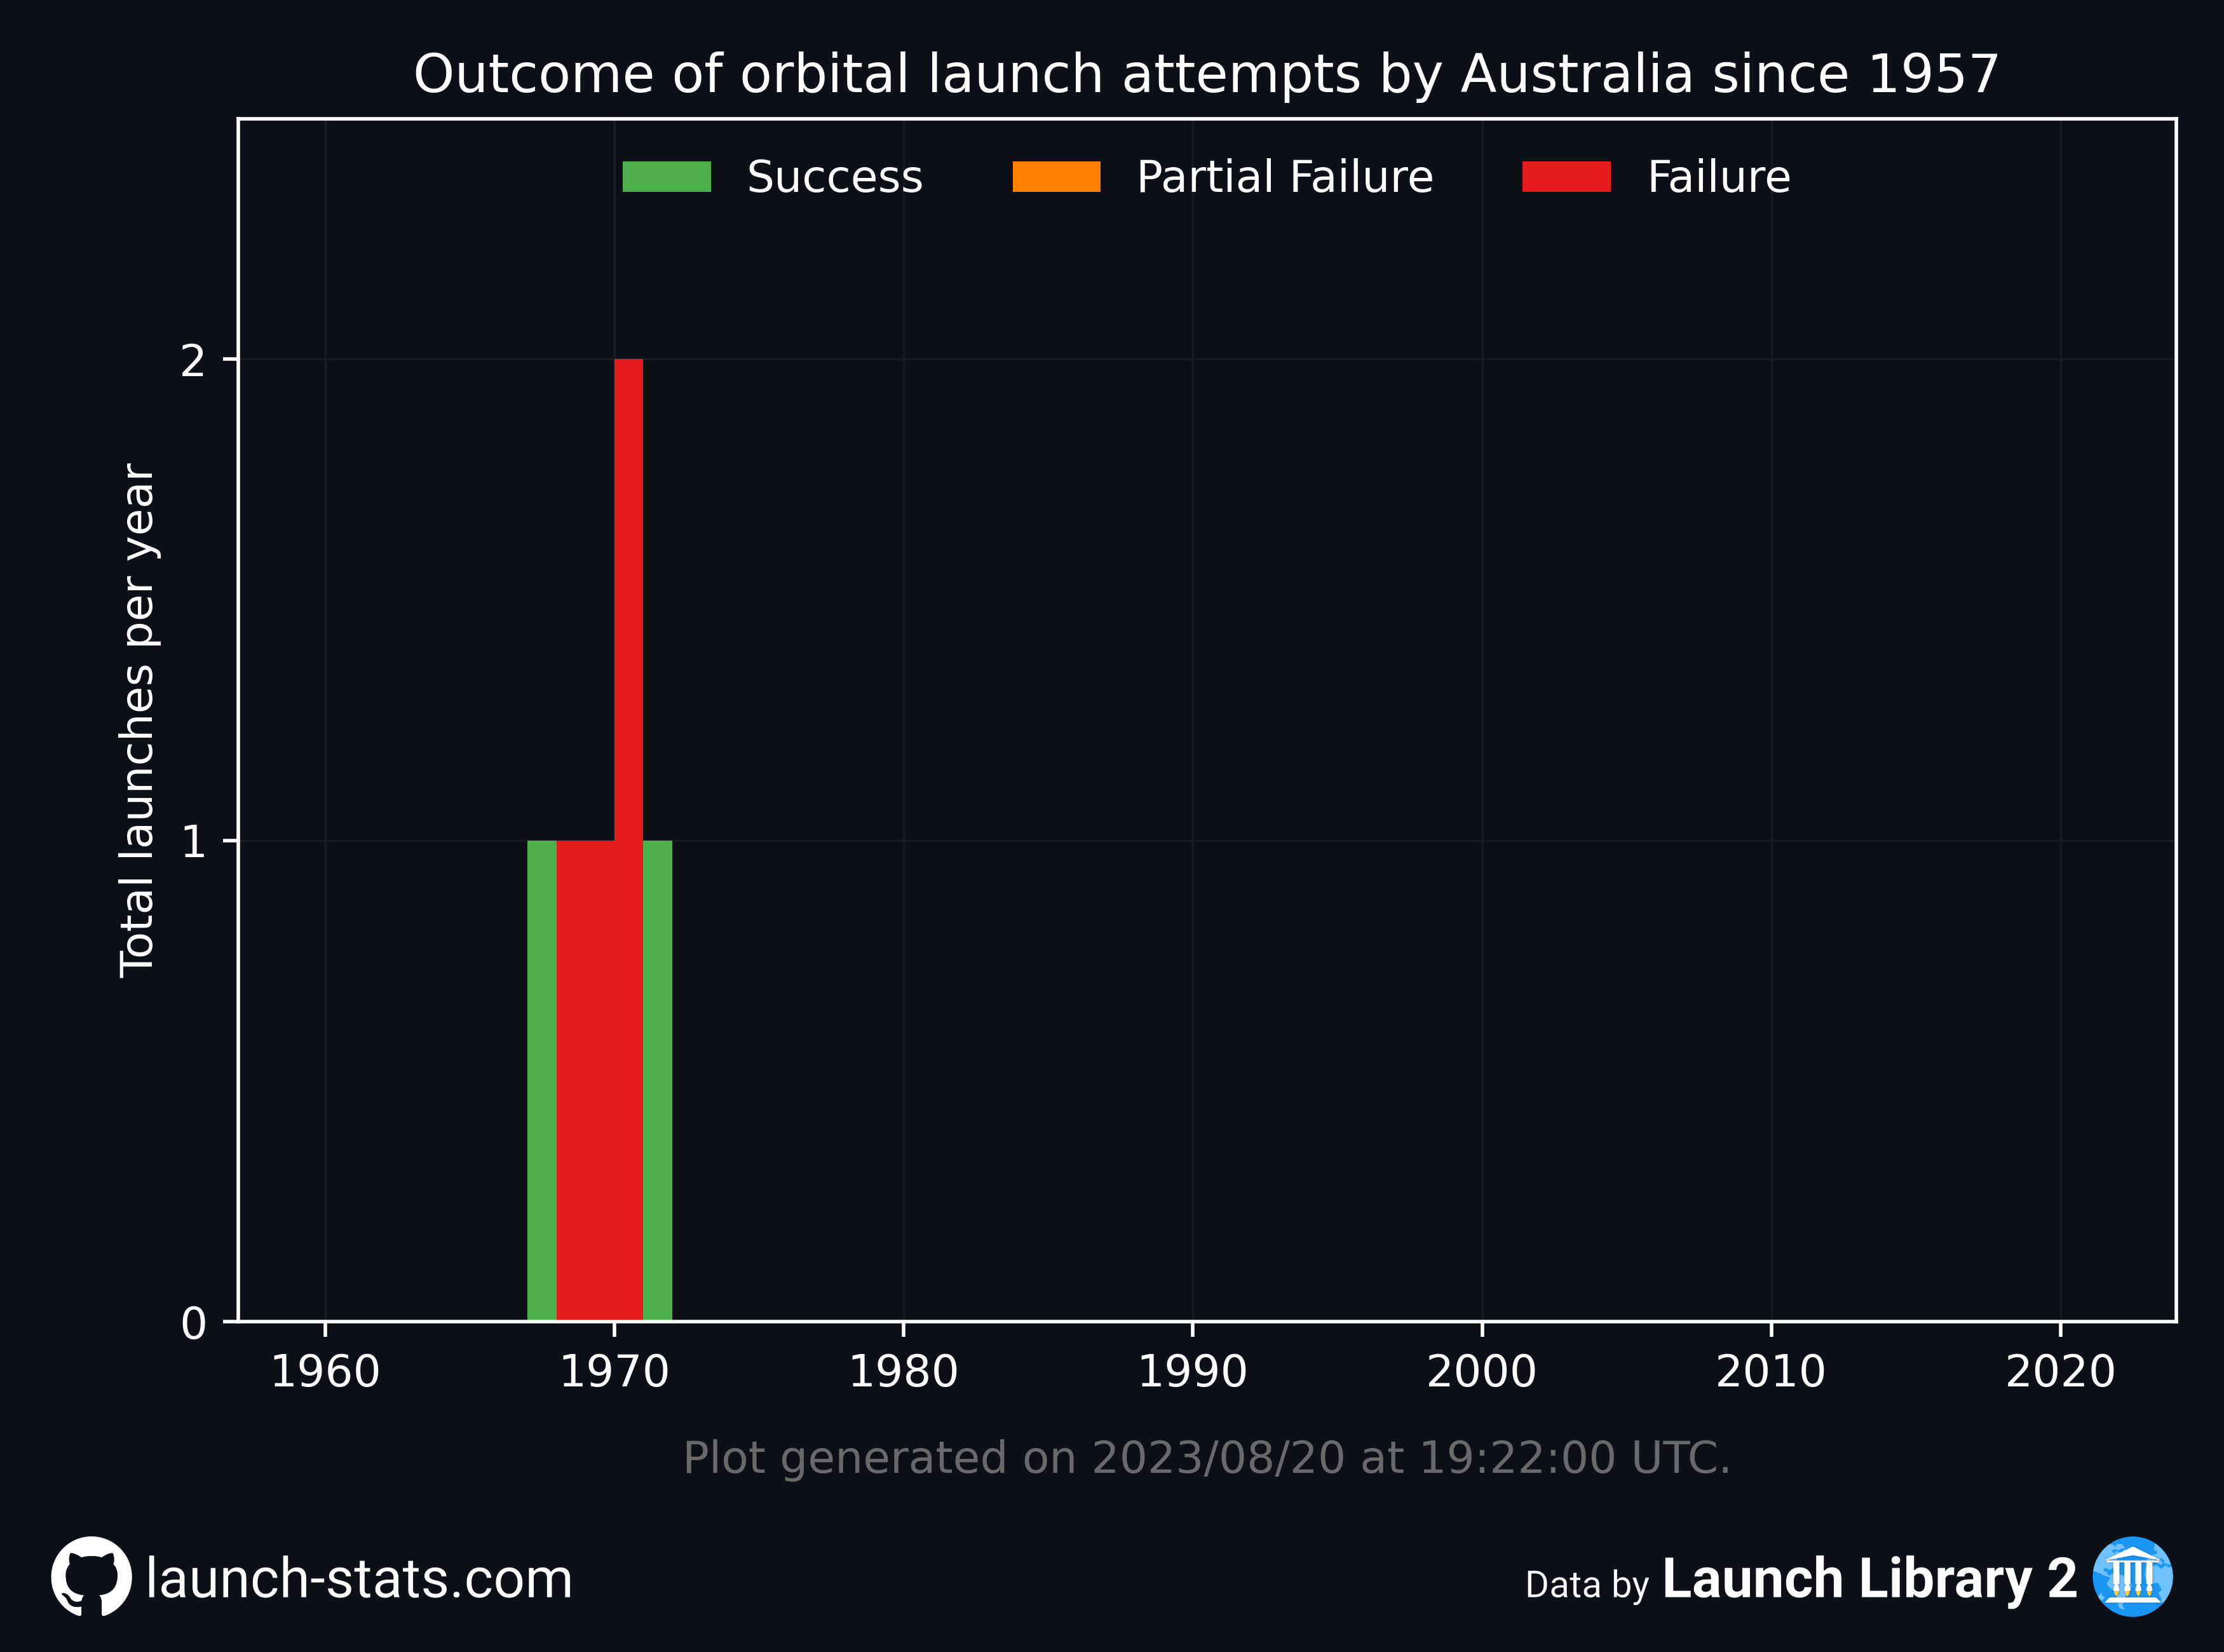 Outcome of orbital launch attempts by Australia since 1957
Success Partial Failure Failure
Total launches per year
2
1
0
1960 1970 1980 1990 2000 2010 2020
Plot generated on 2023/08/20 at 19:22:00 UTC.
launch-stats.com
Data by Launch Library 2